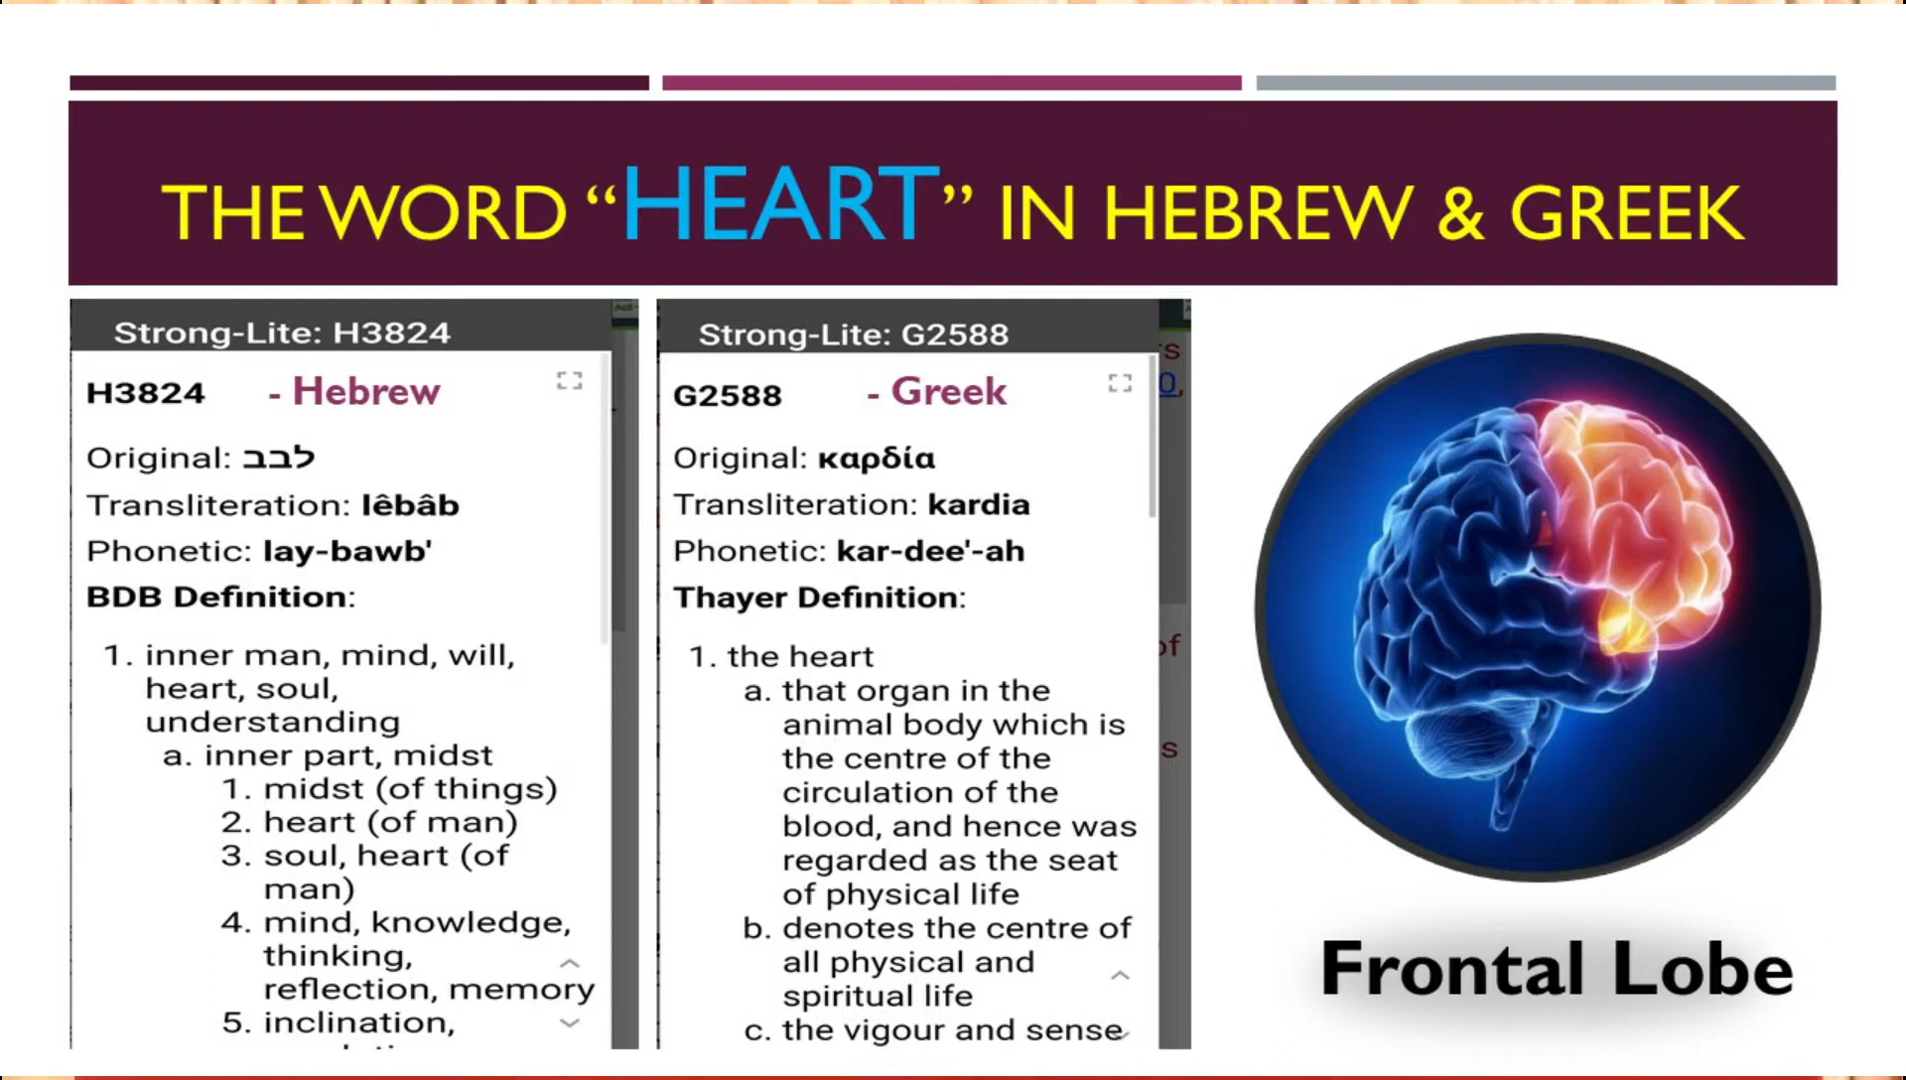 THE WORD “HEART” IN HEBREW & GREEK
Strong-Lite: H3824
H3824 - Hebrew
Original: לבב
Transliteration: lêbâb
Phonetic: lay-bawb'
BDB Definition:
1. inner man, mind, will,
heart, soul,
understanding
a. inner part, midst
1. midst (of things)
2. heart (of man)
3. soul, heart (of
man)
4. mind, knowledge,
thinking,
reflection, memory
5. inclination,
Strong-Lite: G2588
G2588 - Greek
Original: καρδία
Transliteration: kardia
Phonetic: kar-dee'-ah
Thayer Definition:
1. the heart
a. that organ in the
animal body which is
the centre of the
circulation of the
blood, and hence was
regarded as the seat
of physical life
b. denotes the centre of
all physical and
spiritual life
c. the vigour and sense
Frontal Lobe